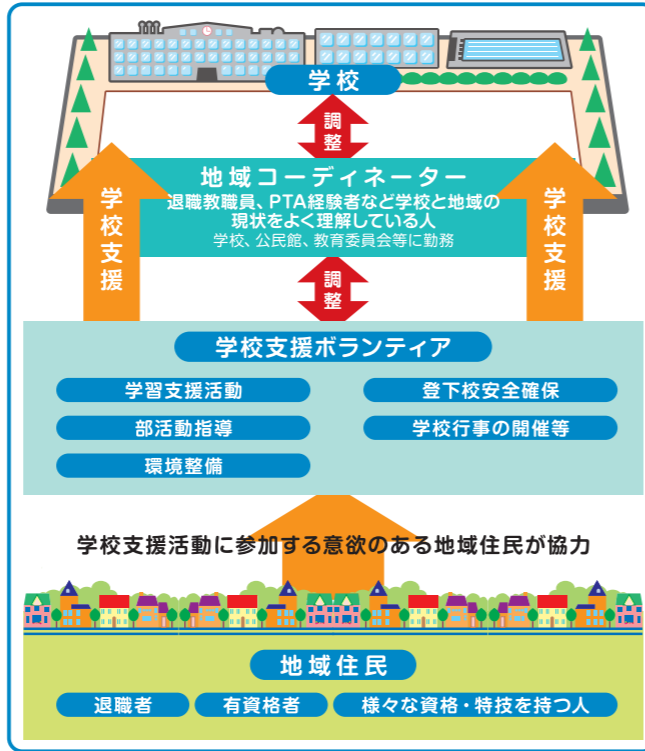 学校
調整
地域コーディネーター
退職教職員、PTA経験者など学校と地域の
現状をよく理解している人
学校、公民館、教育委員会等に勤務
学校支援
学校支援
調整
学校支援ボランティア
学習支援活動
登下校安全確保
部活動指導
学校行事の開催等
環境整備
学校支援活動に参加する意欲のある地域住民が協力
地域住民
退職者
有資格者
様々な資格・特技を持つ人